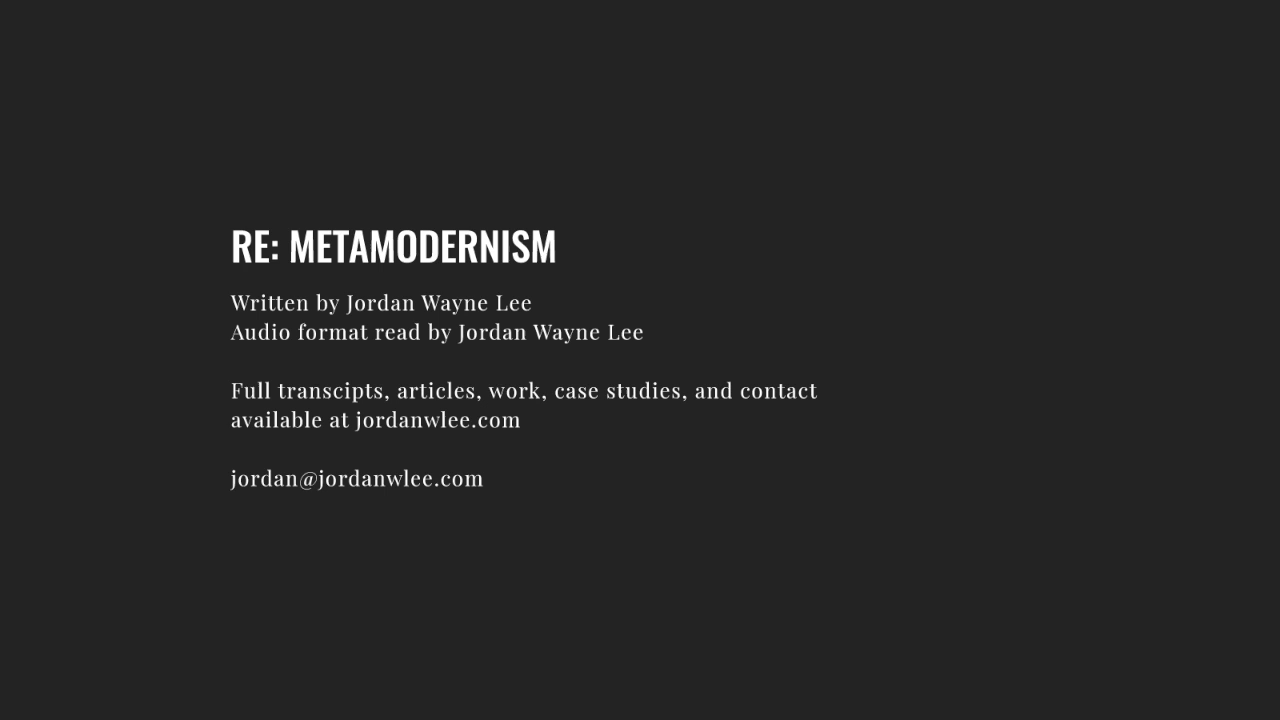 RE: METAMODERNISM
Written by Jordan Wayne Lee
Audio format read by Jordan Wayne Lee
Full transcipts, articles, work, case studies, and contact
available at jordanwlee.com
jordan@jordanwlee.com